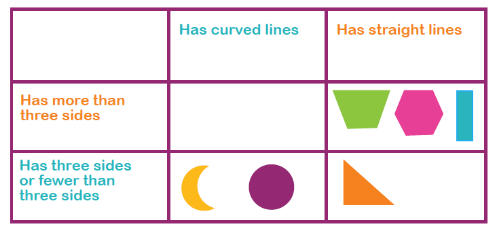 Has curved lines
Has straight lines
Has more than
three sides
Has three sides
or fewer than
three sides